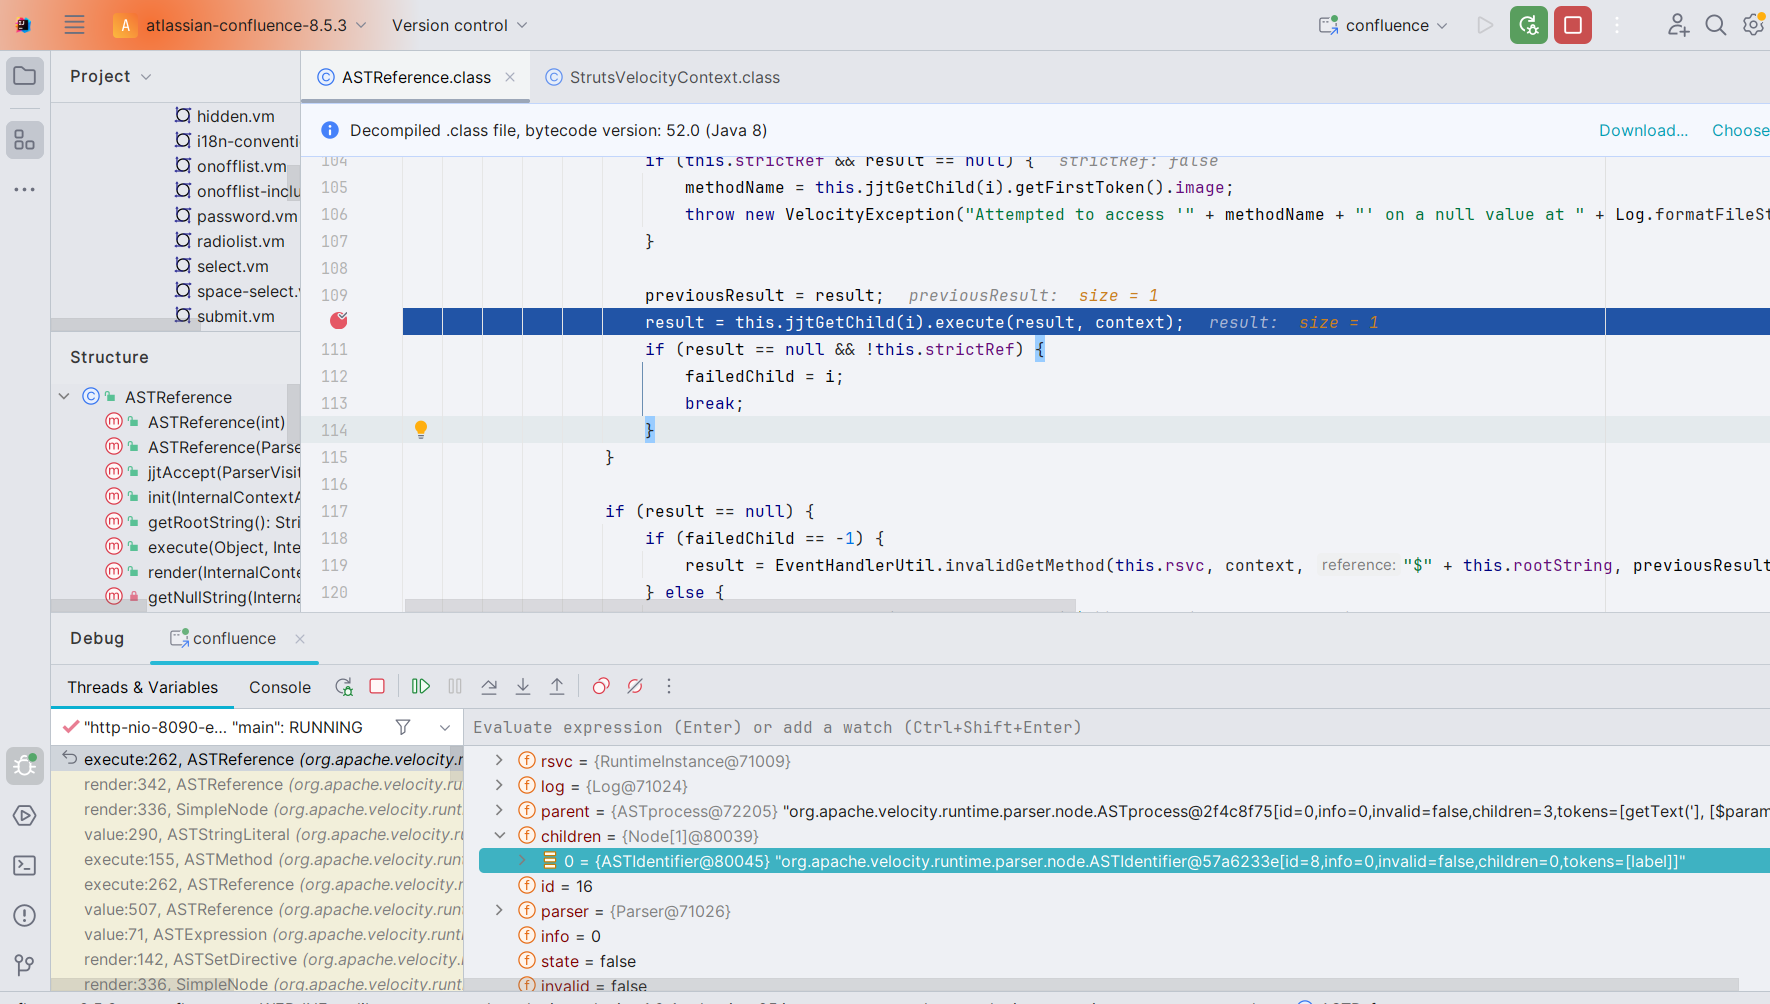 atlassian-confluence-8.5.3 Version control confluence
A
Project
ASTReference.class StrutsVelocityContext.class
Decompiled .class file, bytecode version: 52.0 (Java 8) Download... Choose
hidden.vm
i18n-conventi
onofflist.vm
onofflist-inclu
password.vm
radiolist.vm
select.vm
space-select.v
submit.vm
104 if (this.strictRef && result == null) { strictRef: false
105 methodName = this.jjtGetChild(i).getFirstToken().image;
106 throw new VelocityException("Attempted to access '" + methodName + "' on a null value at " + Log.formatFileSt
107 }
108
109 previousResult = result; previousResult: size = 1
result = this.jjtGetChild(i).execute(result, context); result: size = 1
111 if (result == null && !this.strictRef) {
112 failedChild = i;
113 break;
114 }
115 }
116
117 if (result == null) {
118 if (failedChild == -1) {
119 result = EventHandlerUtil.invalidGetMethod(this.rsvc, context, reference: "$" + this.rootString, previousResult
120 } else {
Structure
ASTReference
ASTReference(int)
ASTReference(Parse
jjtAccept(ParserVisit
init(InternalContextA
getRootString(): Stri
execute(Object, Inte
render(InternalConte
getNullString(Interna
Debug confluence
Threads & Variables Console
"http-nio-8090-e... "main": RUNNING
Evaluate expression (Enter) or add a watch (Ctrl+Shift+Enter)
execute:262, ASTReference (org.apache.velocity.r
render:342, ASTReference (org.apache.velocity.ru
render:336, SimpleNode (org.apache.velocity.runt
value:290, ASTStringLiteral (org.apache.velocity.ru
execute:155, ASTMethod (org.apache.velocity.runt
execute:262, ASTReference (org.apache.velocity.r
value:507, ASTReference (org.apache.velocity.runt
value:71, ASTExpression (org.apache.velocity.runti
render:142, ASTSetDirective (org.apache.velocity.r
render:336, SimpleNode (org.apache.velocity.runt
rsvc = {RuntimeInstance@71009}
log = {Log@71024}
parent = {ASTprocess@72205} "org.apache.velocity.runtime.parser.node.ASTprocess@2f4c8f75[id=0,info=0,invalid=false,children=3,tokens=[getText('], [$param
children = {Node[1]@80039}
0 = {ASTIdentifier@80045} "org.apache.velocity.runtime.parser.node.ASTIdentifier@57a6233e[id=8,info=0,invalid=false,children=0,tokens=[label]]"
id = 16
parser = {Parser@71026}
info = 0
state = false
invalid = false